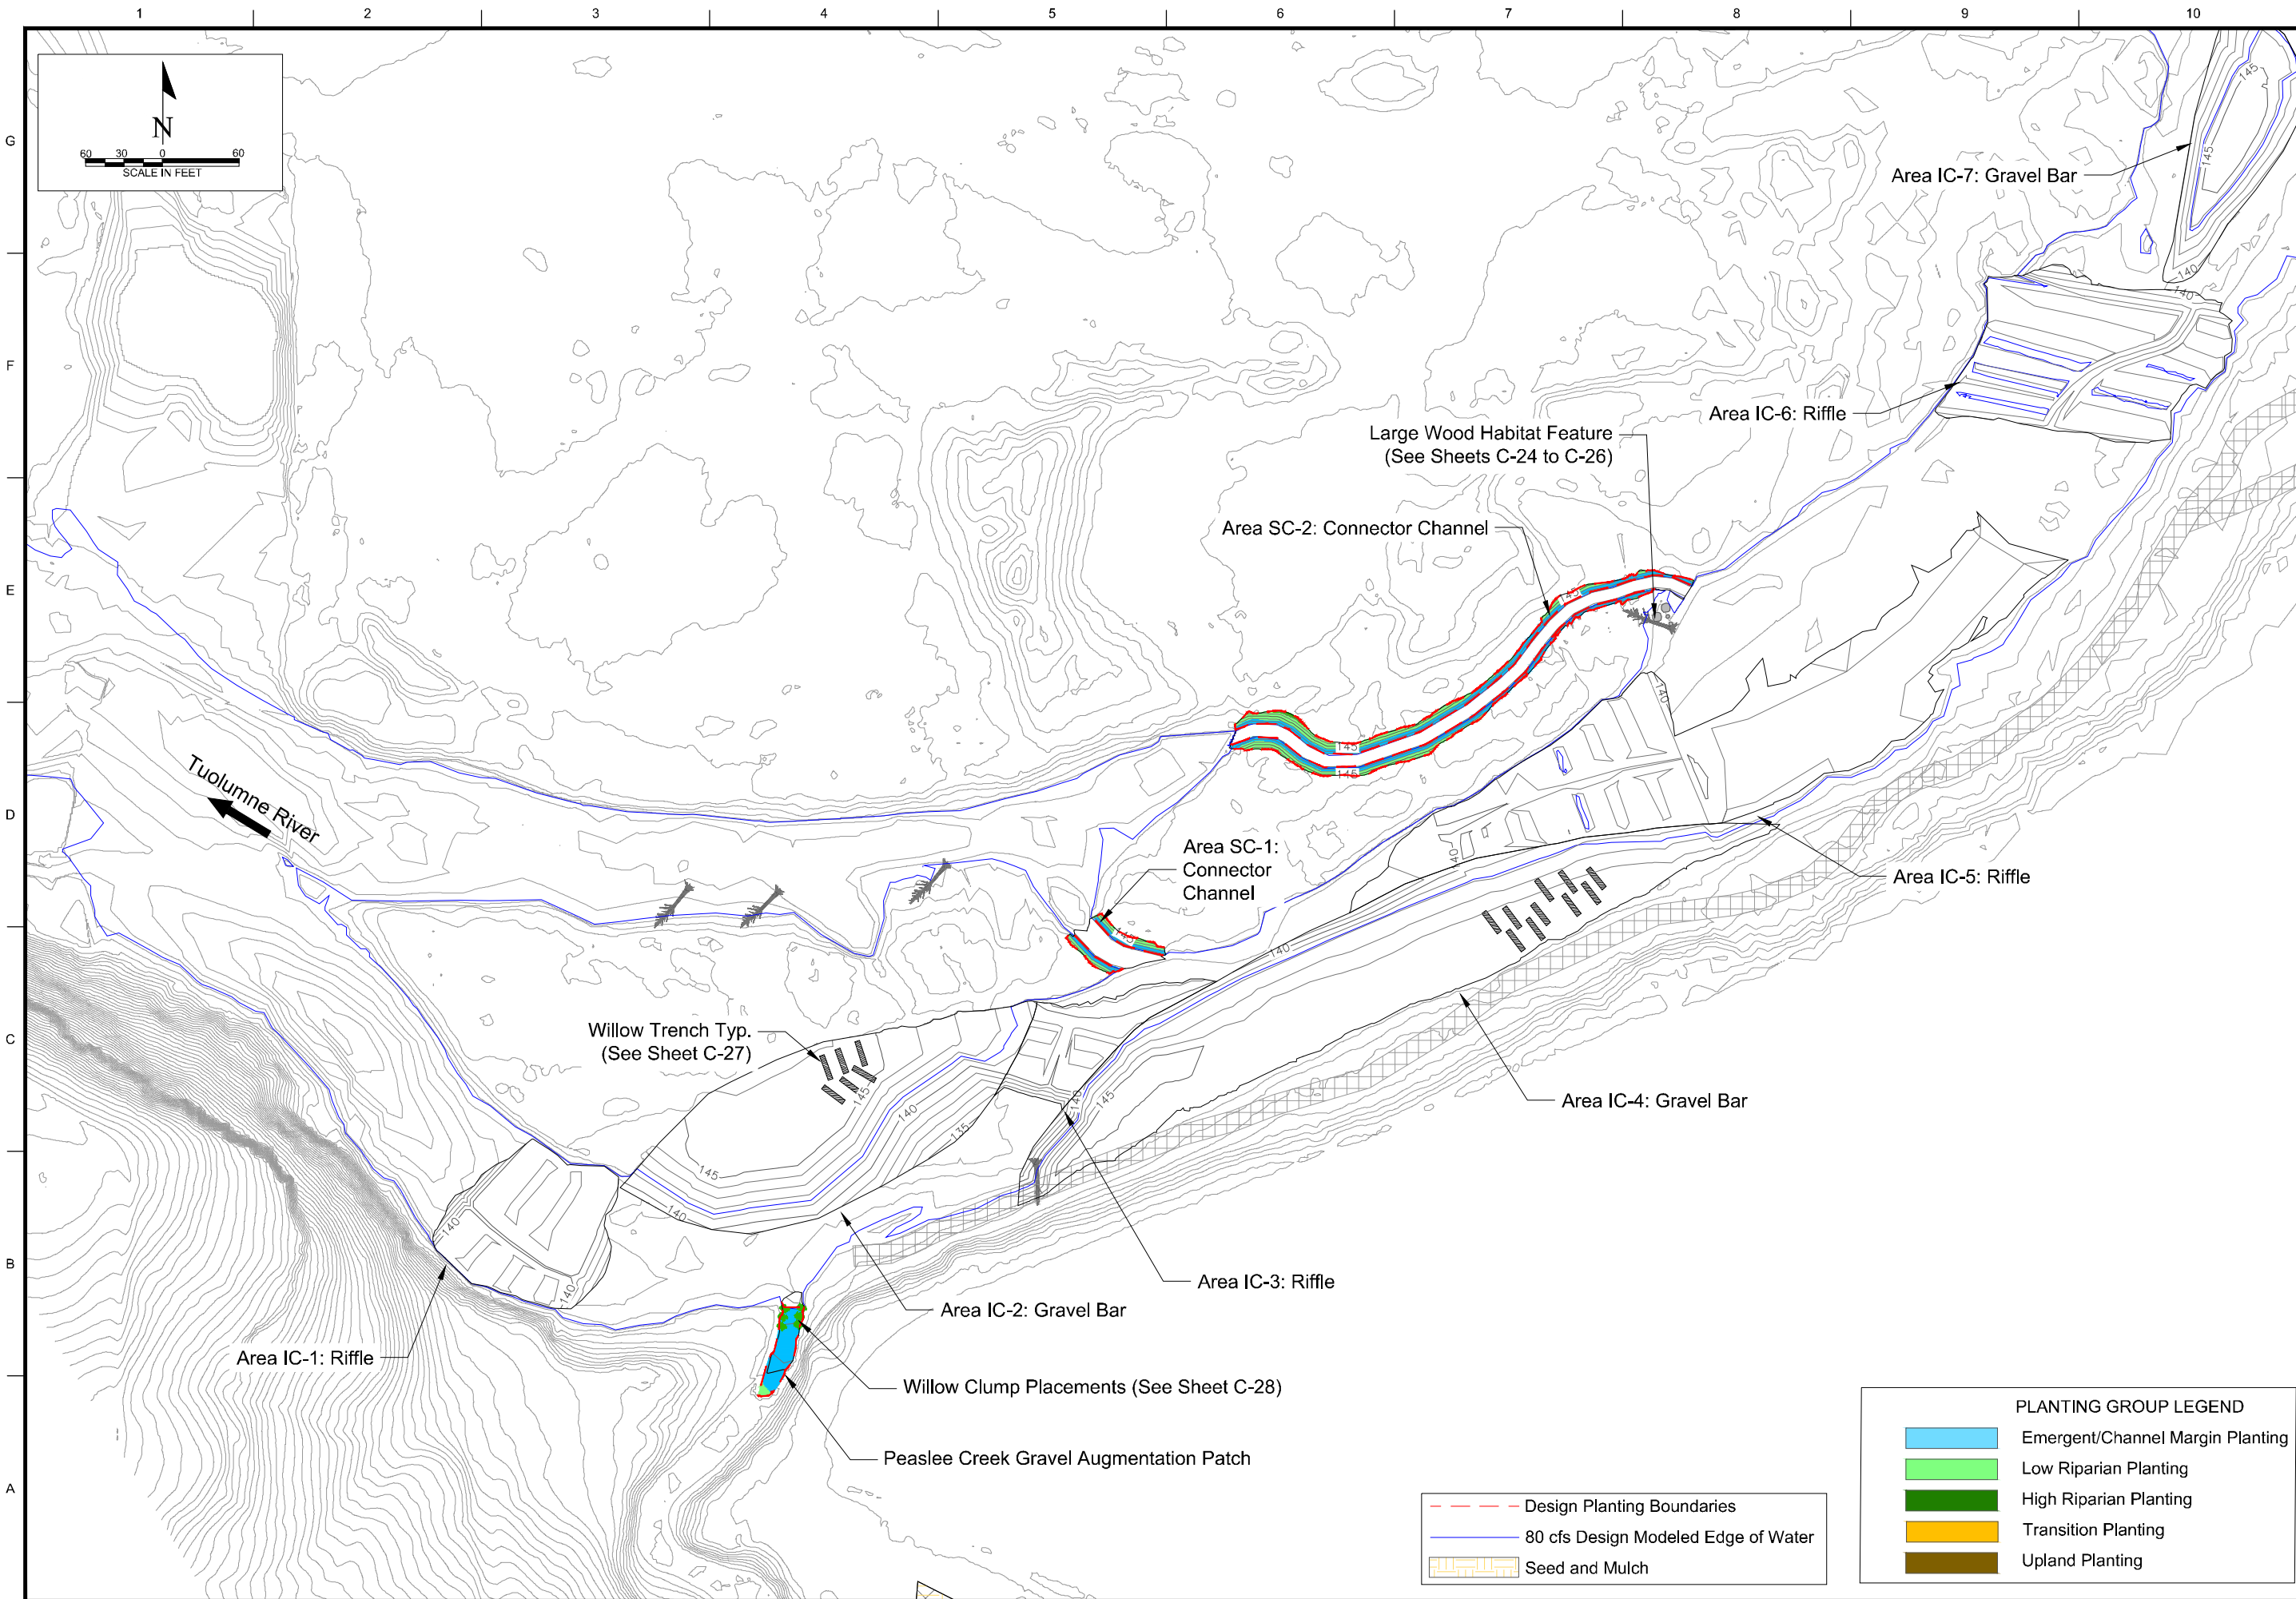 1 2 3 4 5 6 7 8 9 10
G
F
E
D
C
B
A
N
60 30 0 60
SCALE IN FEET
145
145
Area IC-7: Gravel Bar
140
140
Area IC-6: Riffle
Large Wood Habitat Feature
(See Sheets C-24 to C-26)
Area SC-2: Connector Channel
145
140
145
145
Tuolumne River
Area SC-1:
Connector
Channel
140
Area IC-5: Riffle
145
140
Willow Trench Typ.
(See Sheet C-27)
145
140
135
140
145
Area IC-4: Gravel Bar
145
140
140
140
Area IC-3: Riffle
Area IC-2: Gravel Bar
Area IC-1: Riffle
Willow Clump Placements (See Sheet C-28)
Peaslee Creek Gravel Augmentation Patch
Design Planting Boundaries
80 cfs Design Modeled Edge of Water
Seed and Mulch
PLANTING GROUP LEGEND
Emergent/Channel Margin Planting
Low Riparian Planting
High Riparian Planting
Transition Planting
Upland Planting